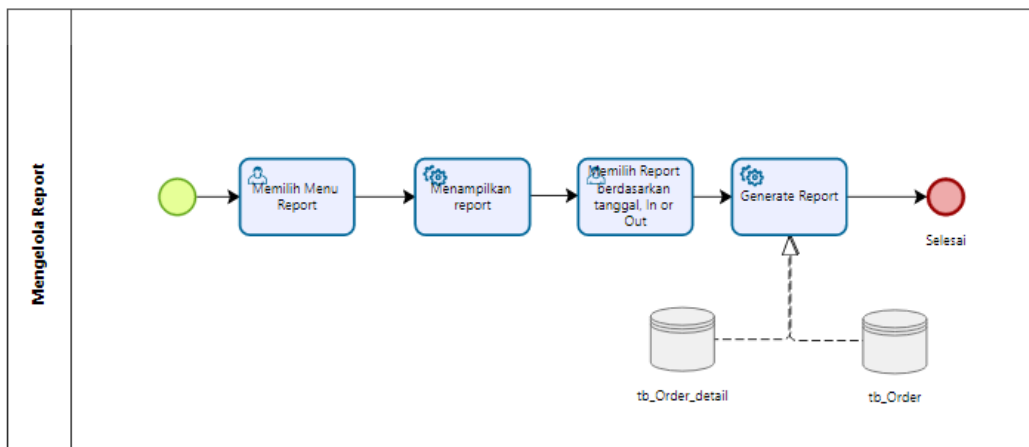 Mengelola Report
Memilih Menu
Report
Menampilkan
report
Memilih Report
berdasarkan
tanggal, In or
Out
Generate Report
Selesai
tb_Order_detail
tb_Order